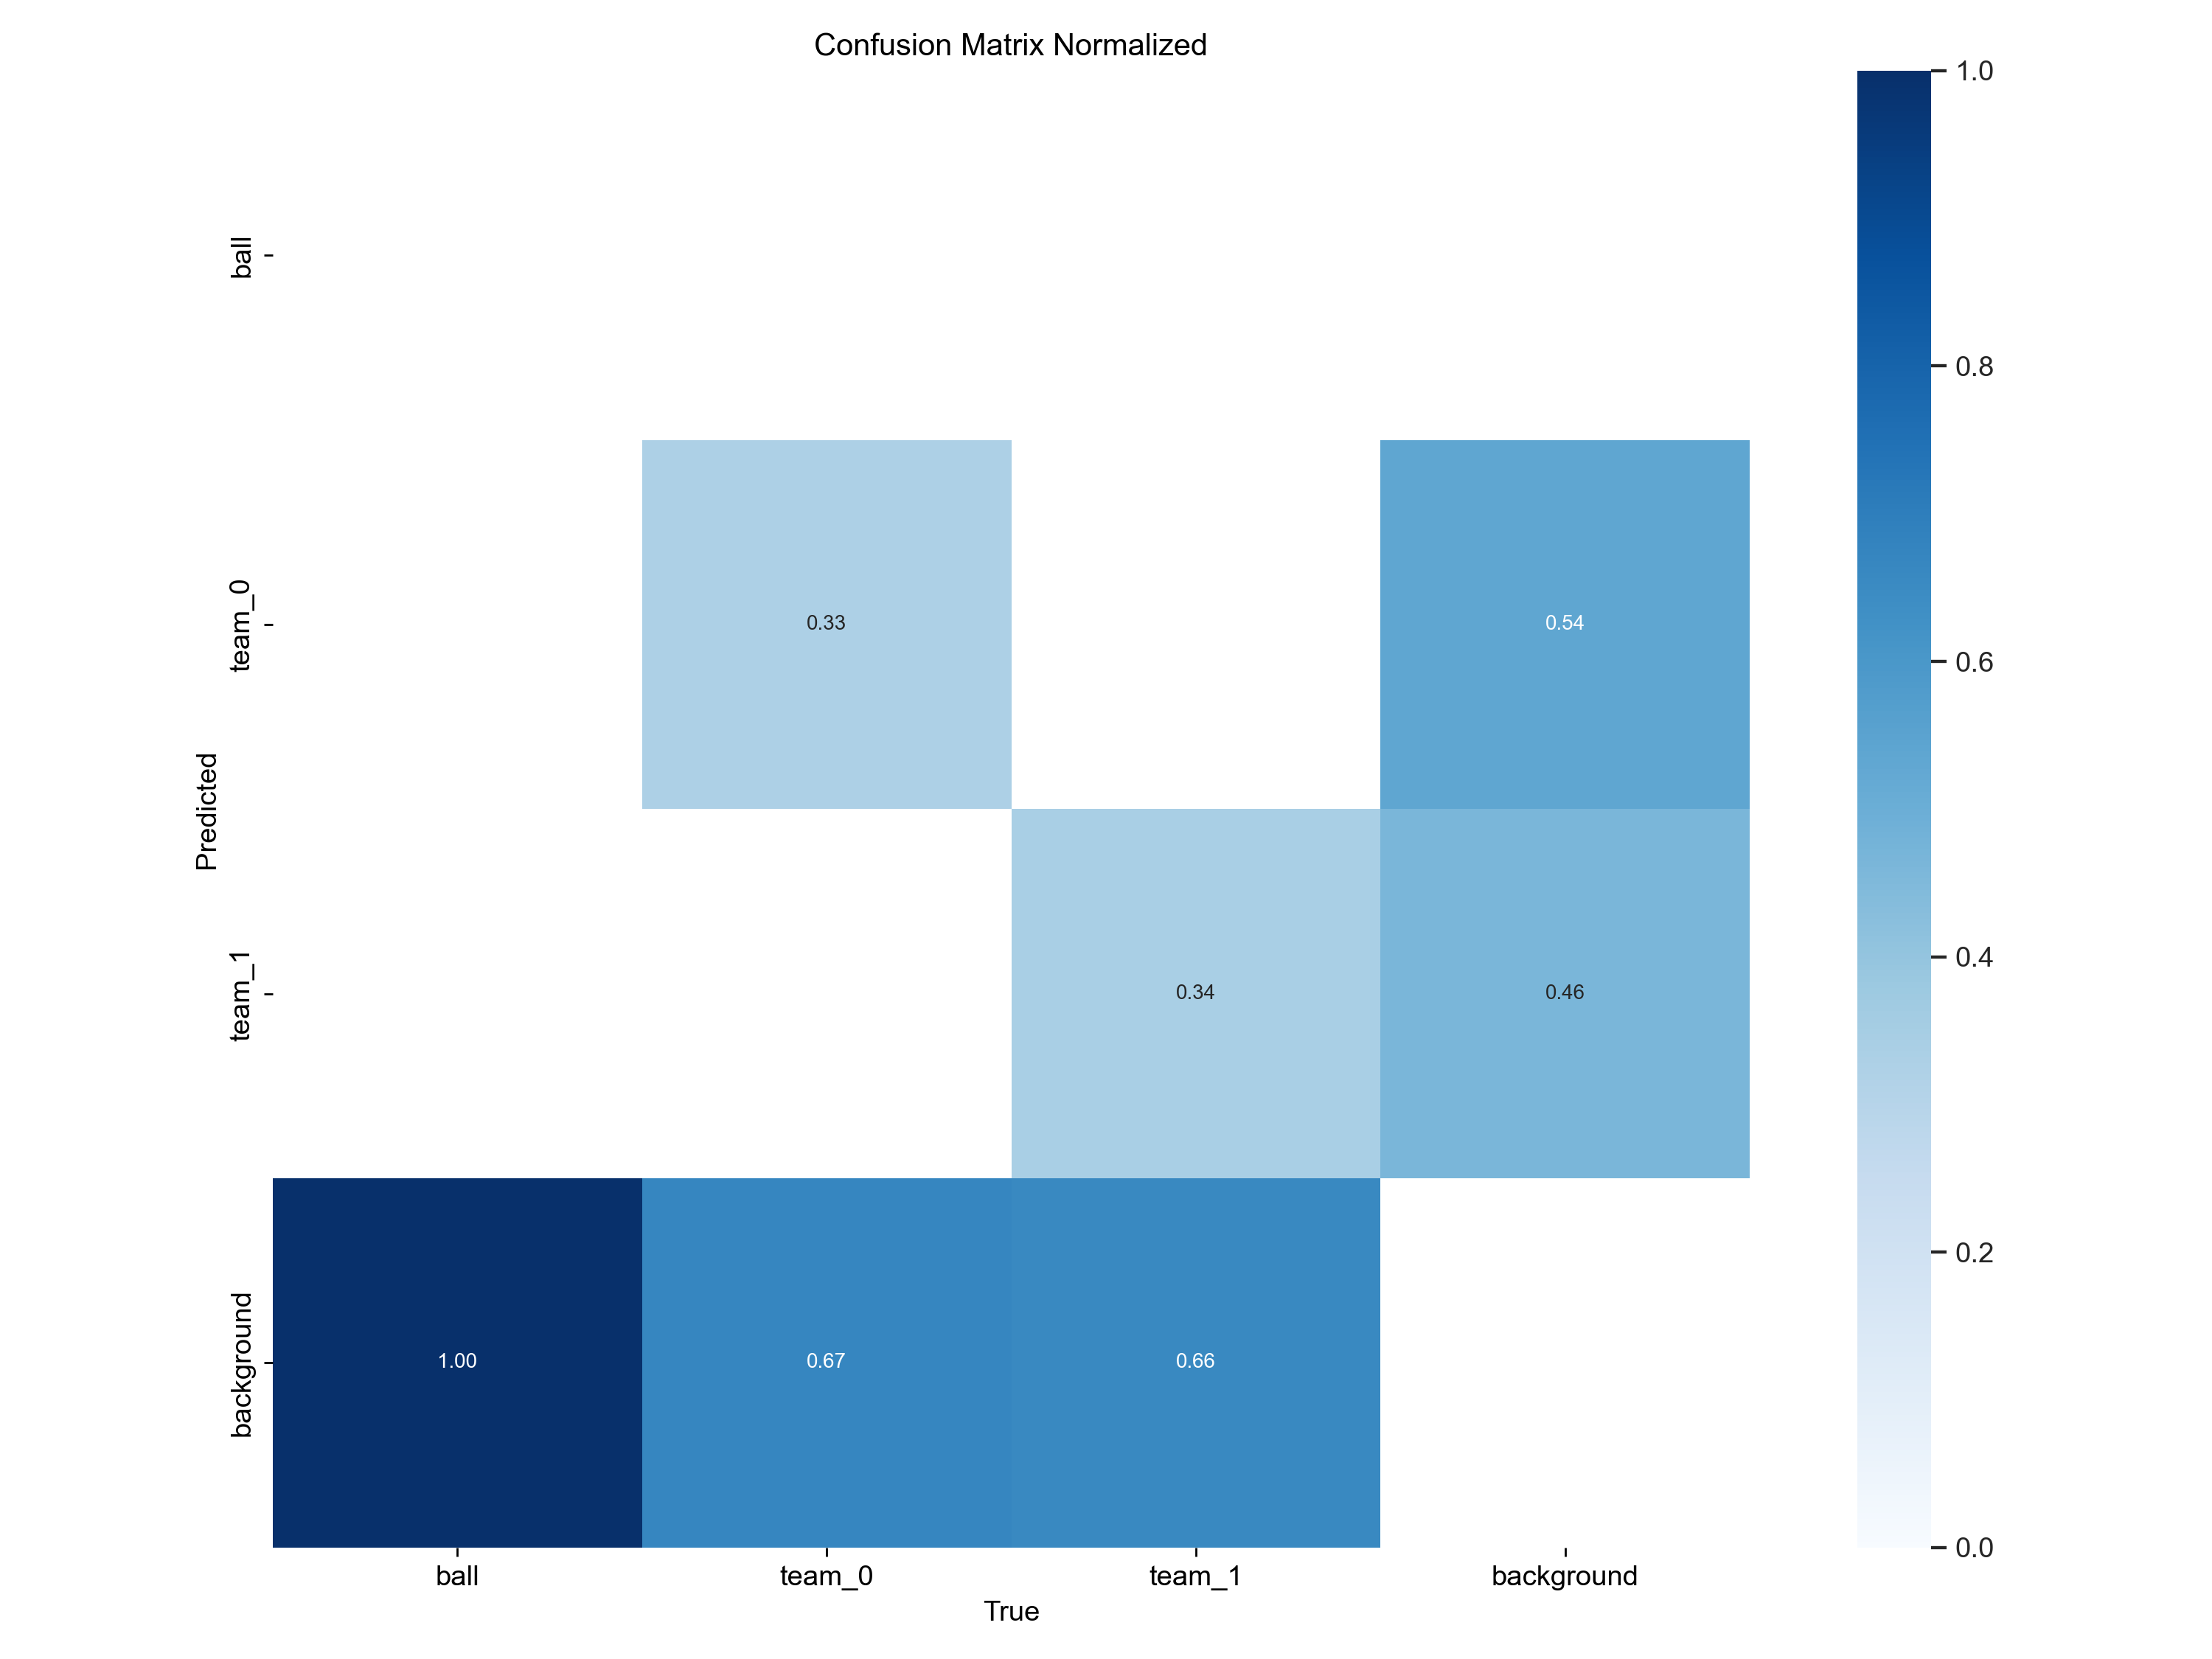 Confusion Matrix Normalized
ball
team_0
team_1
background
Predicted
0.33
0.54
0.34
0.46
1.00
0.67
0.66
ball
team_0
team_1
background
True
1.0
0.8
0.6
0.4
0.2
0.0